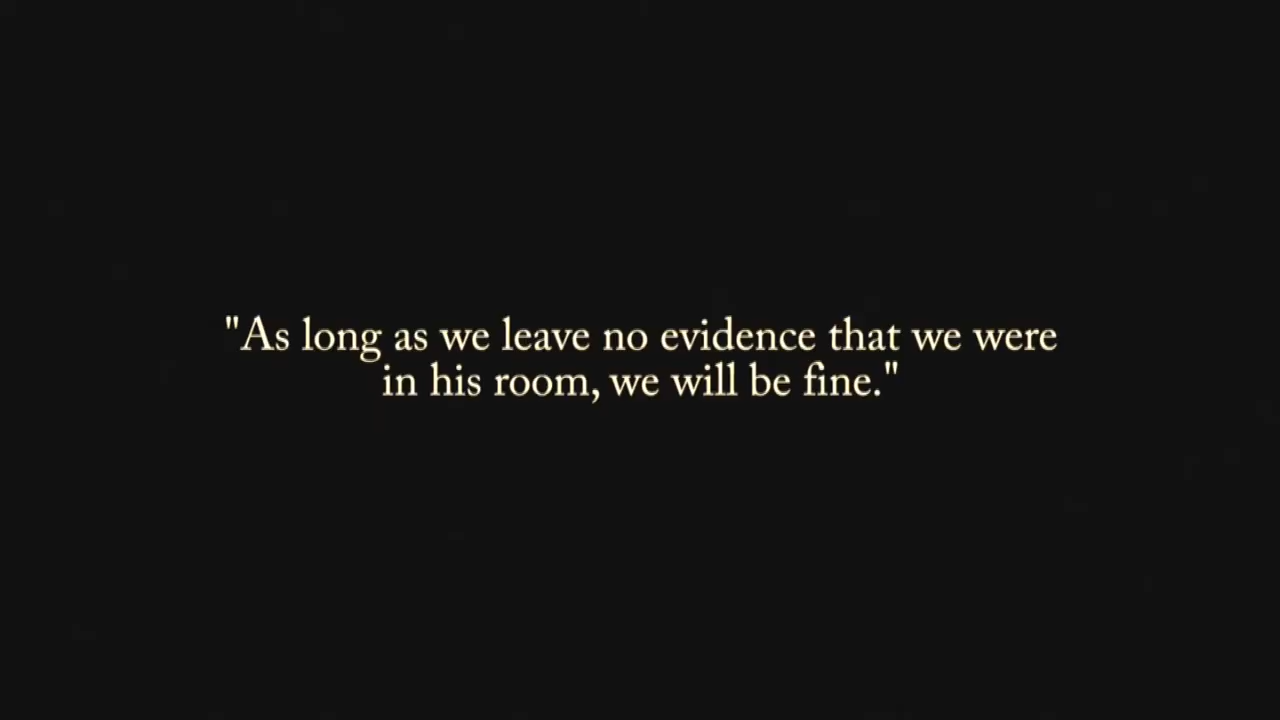 "As long as we leave no evidence that we were
in his room, we will be fine."